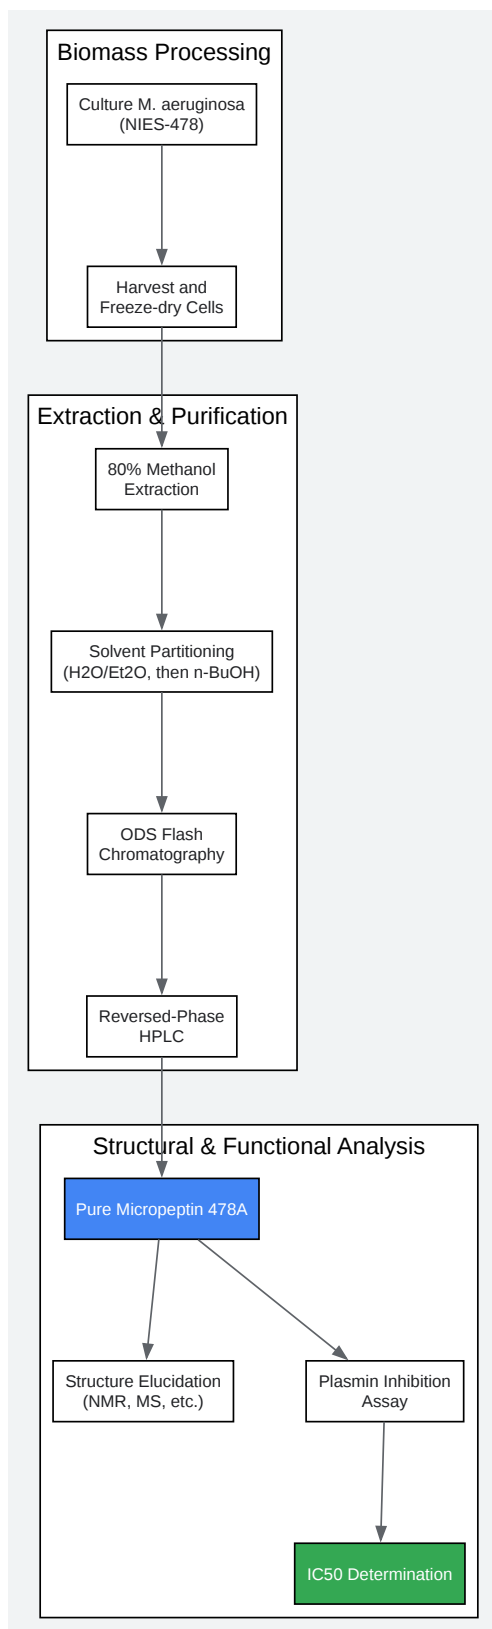 Biomass Processing
Culture M. aeruginosa
(NIES-478)
Harvest and
Freeze-dry Cells
Extraction & Purification
80% Methanol
Extraction
Solvent Partitioning
(H2O/Et2O, then n-BuOH)
ODS Flash
Chromatography
Reversed-Phase
HPLC
Structural & Functional Analysis
Pure Micropeptin 478A
Structure Elucidation
(NMR, MS, etc.)
Plasmin Inhibition
Assay
IC50 Determination